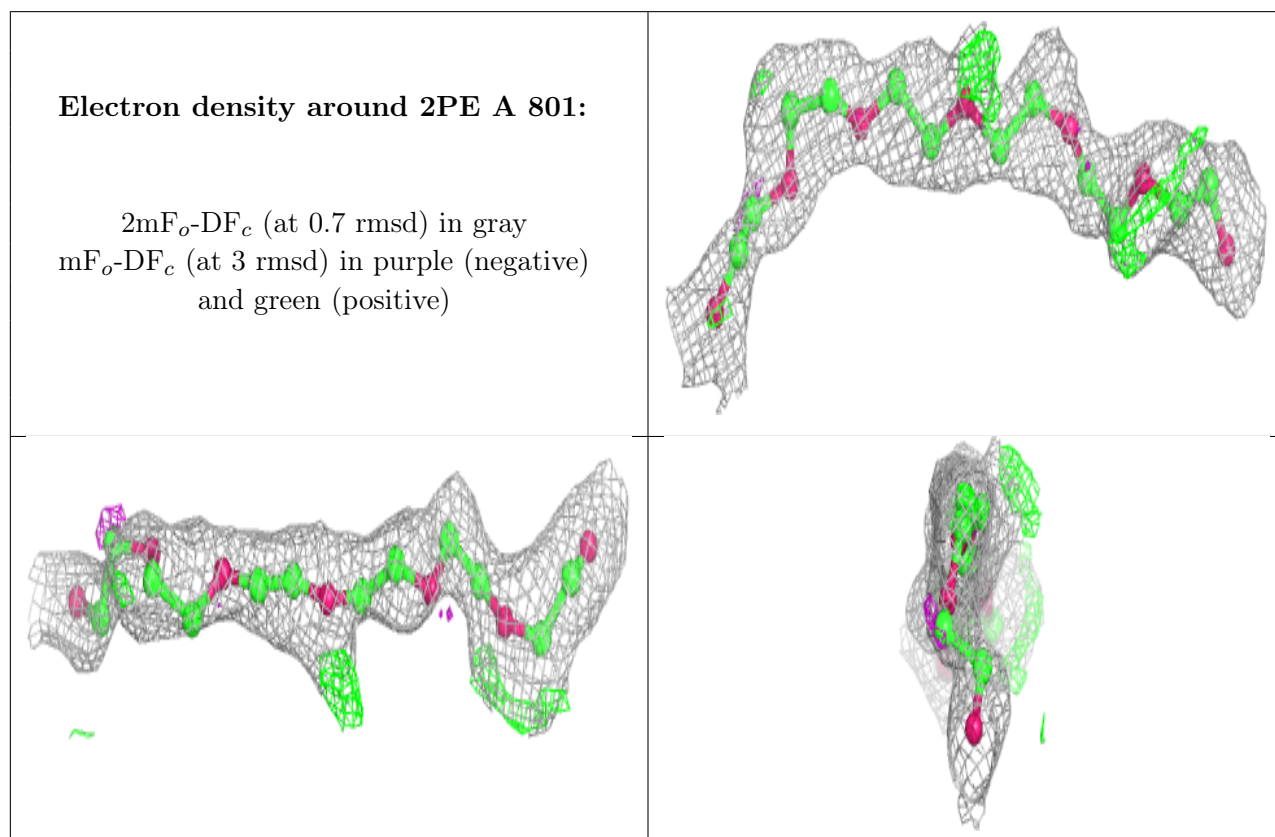 Electron density around 2PE A 801:
2mFo-DFc (at 0.7 rmsd) in gray
mFo-DFc (at 3 rmsd) in purple (negative)
and green (positive)